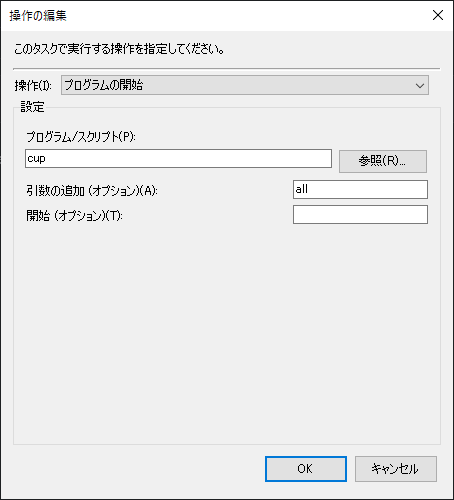 操作の編集
このタスクで実行する操作を指定してください。
操作(I): プログラムの開始
設定
プログラム/スクリプト(P):
cup 参照(R)...
引数の追加 (オプション)(A): all
開始 (オプション)(T):
OK キャンセル